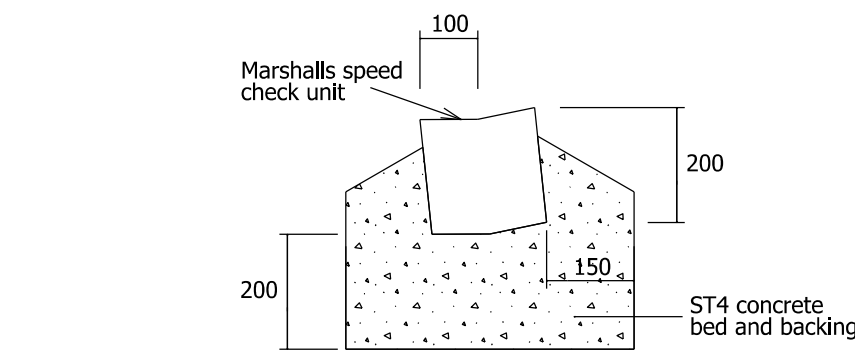 100
Marshalls speed
check unit
200
150
200
ST4 concrete
bed and backing